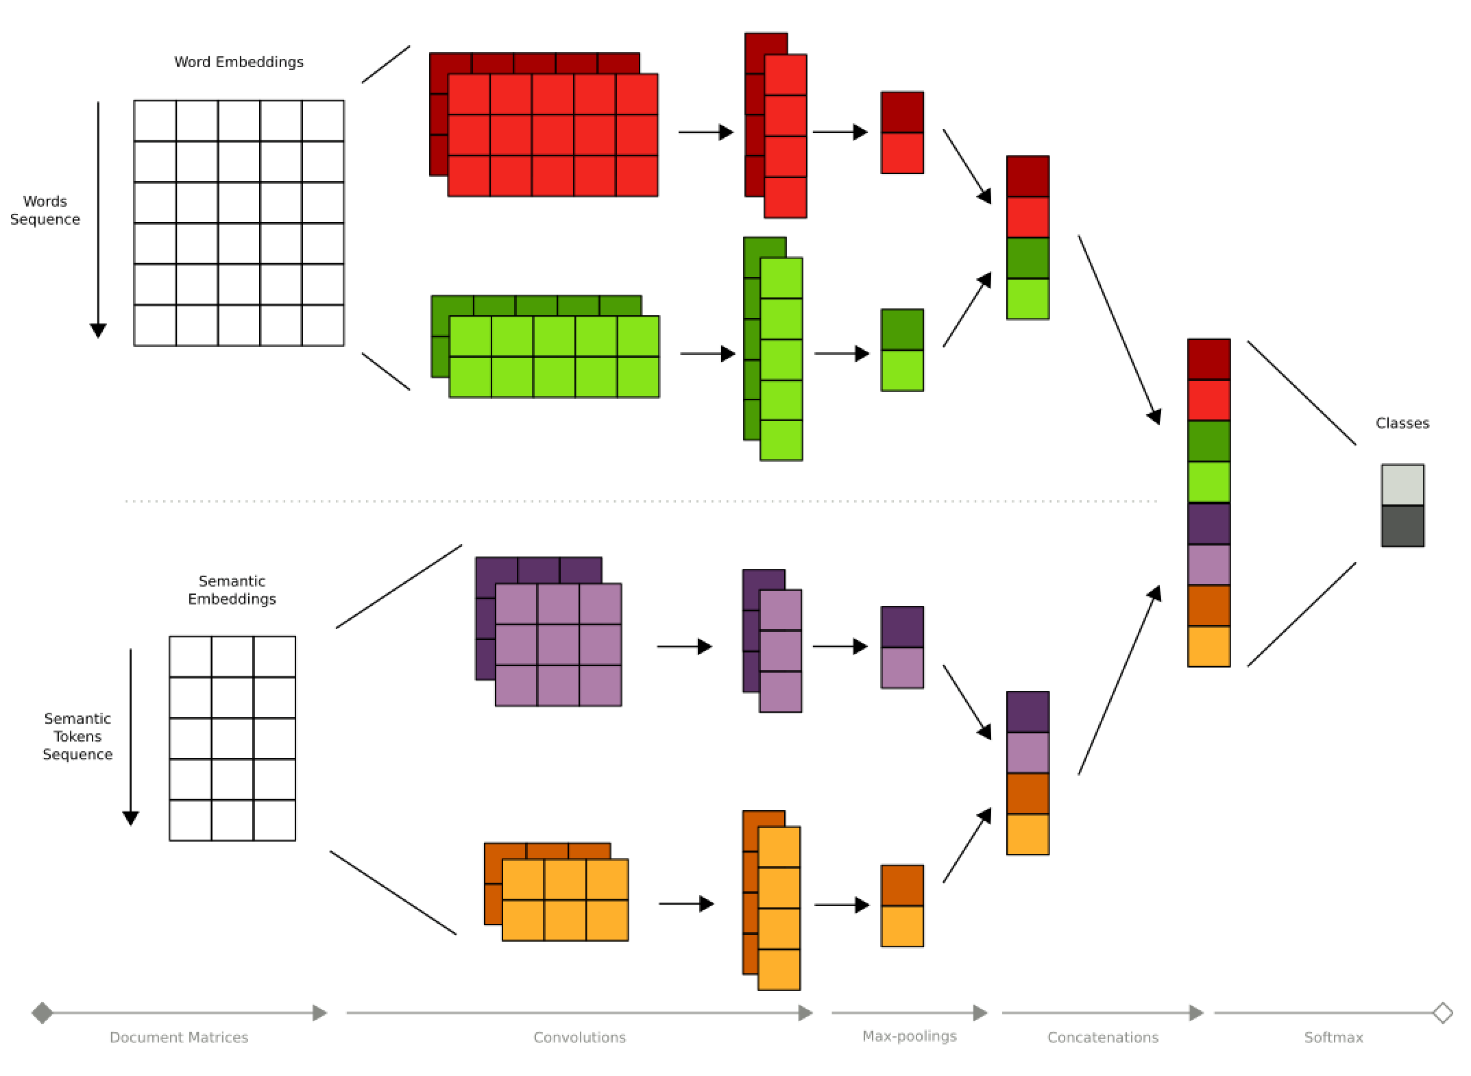 Word Embeddings
Words
Sequence
Classes
Semantic
Embeddings
Semantic
Tokens
Sequence
Document Matrices
Convolutions
Max-poolings
Concatenations
Softmax